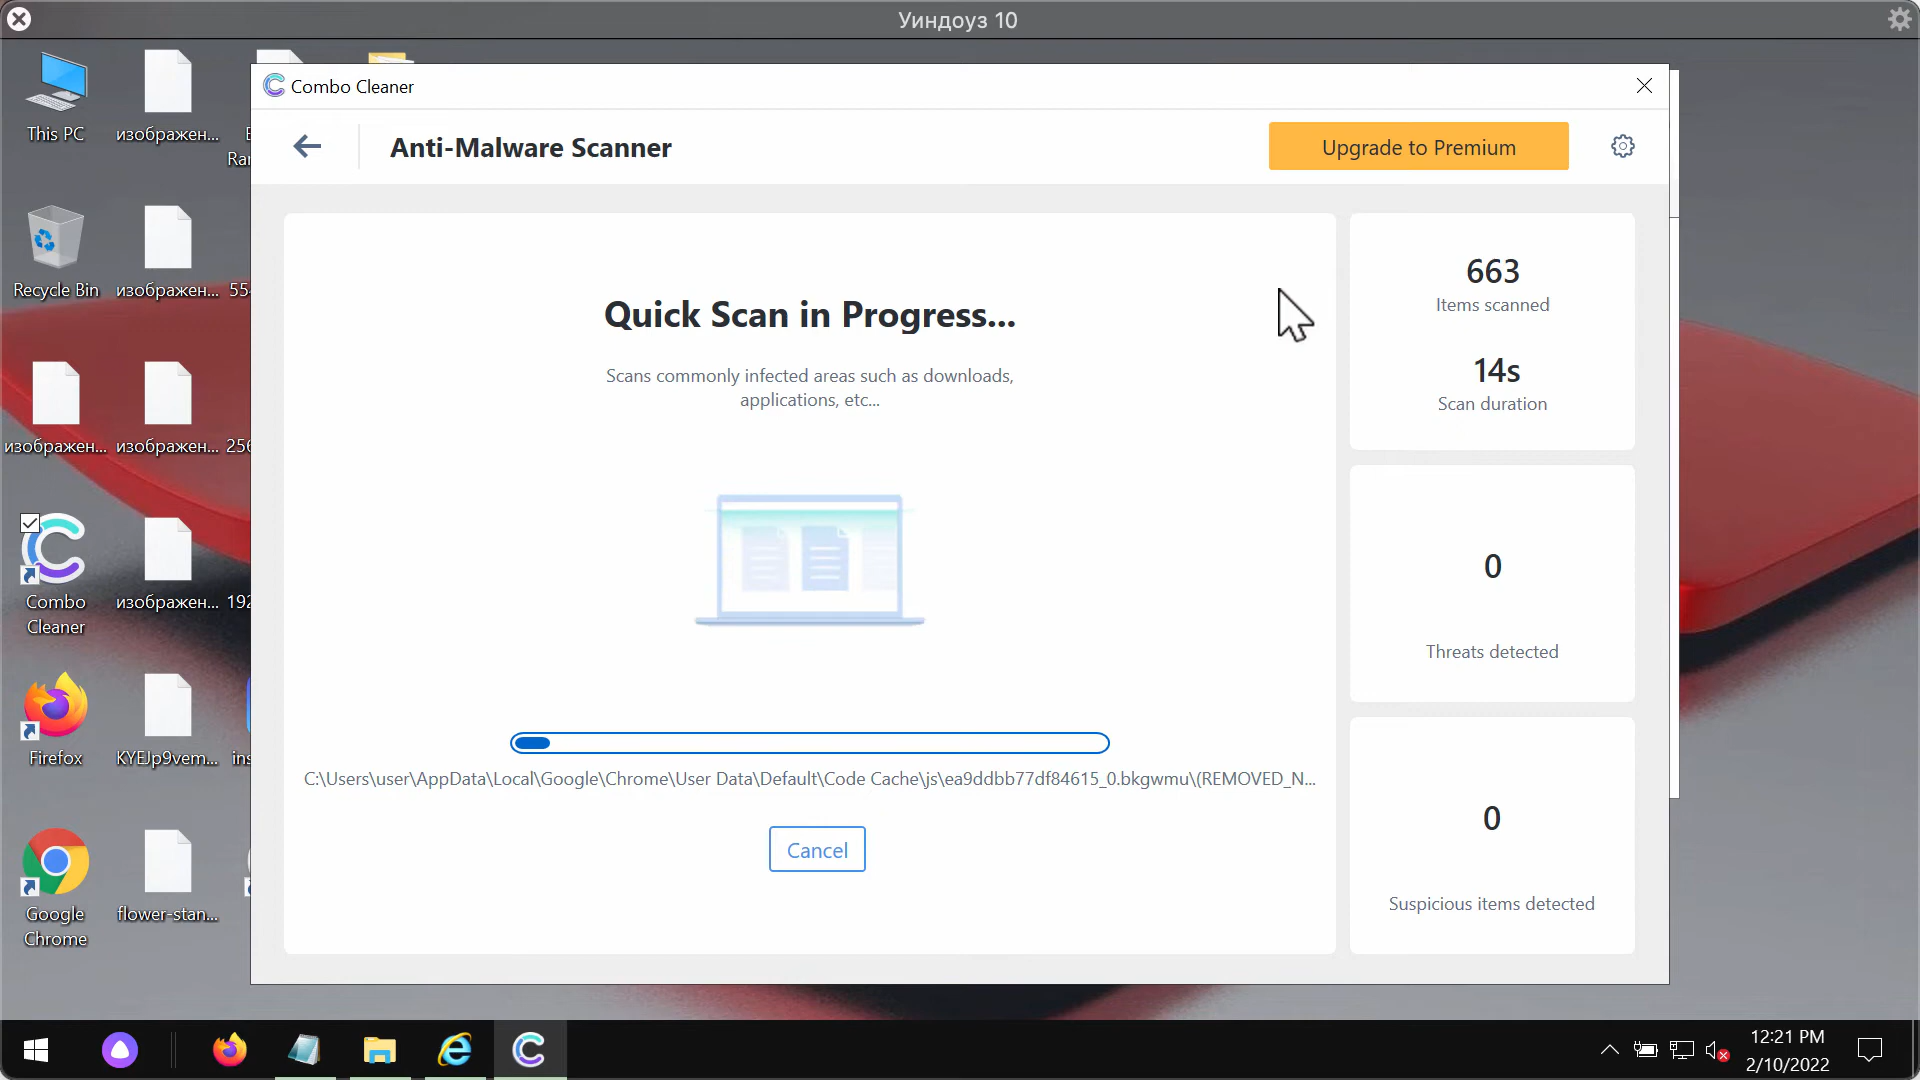 Уиндоуз 10
This PC
изображен...
Recycle Bin
изображен...
изображен...
изображен...
Combo
Cleaner
изображен...
Firefox
KYEJp9vem...
Google
Chrome
flower-stan...
Combo Cleaner
Anti-Malware Scanner
Upgrade to Premium
Quick Scan in Progress...
Scans commonly infected areas such as downloads,
applications, etc...
C:\Users\user\AppData\Local\Google\Chrome\User Data\Default\Code Cache\js\ea9ddbb77df84615_0.bkgwmu\(REMOVED_N...
Cancel
663
Items scanned
14s
Scan duration
0
Threats detected
0
Suspicious items detected
12:21 PM
2/10/2022